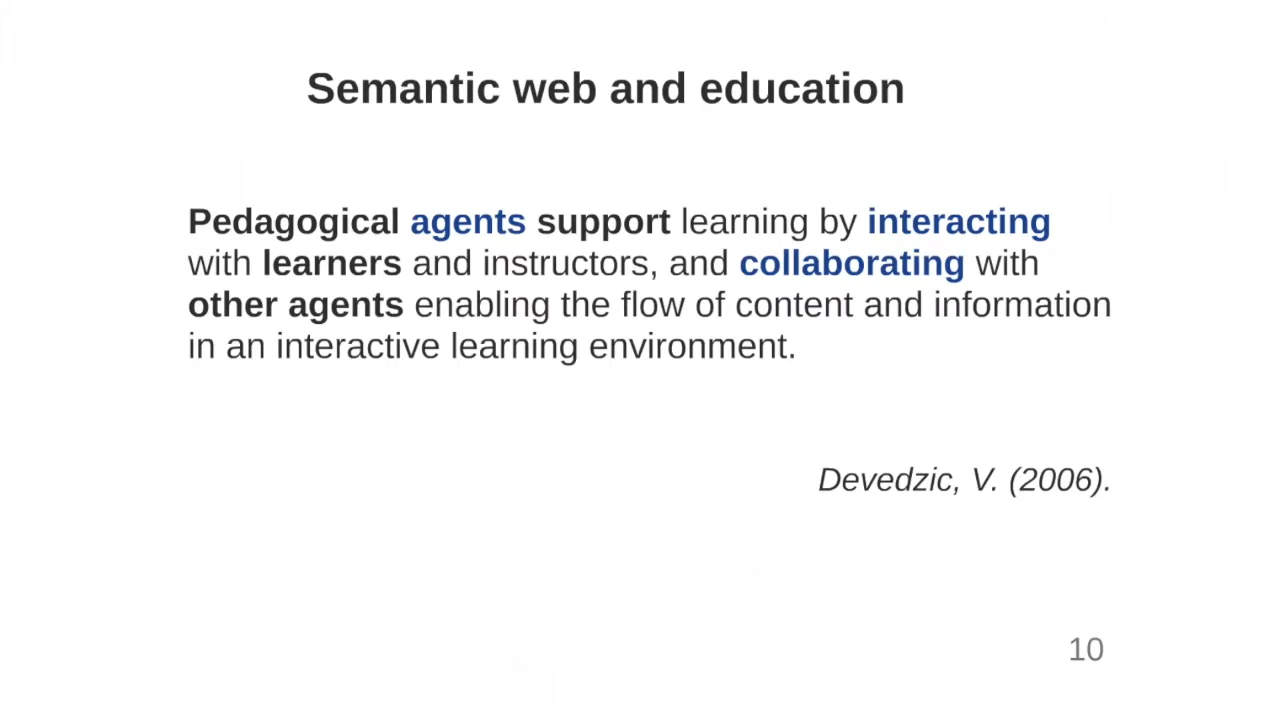 Semantic web and education
Pedagogical agents support learning by interacting
with learners and instructors, and collaborating with
other agents enabling the flow of content and information
in an interactive learning environment.
Devedzic, V. (2006).
10